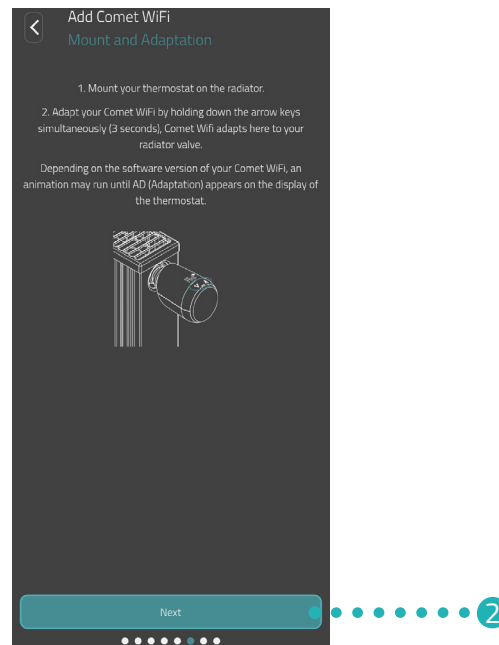 Add Comet WiFi
Mount and Adaptation
1. Mount your thermostat on the radiator.
2. Adapt your Comet WiFi by holding down the arrow keys
simultaneously (3 seconds), Comet Wifi adapts here to your
radiator valve.
Depending on the software version of your Comet WiFi, an
animation may run until AD (Adaptation) appears on the display of
the thermostat.
Next
2